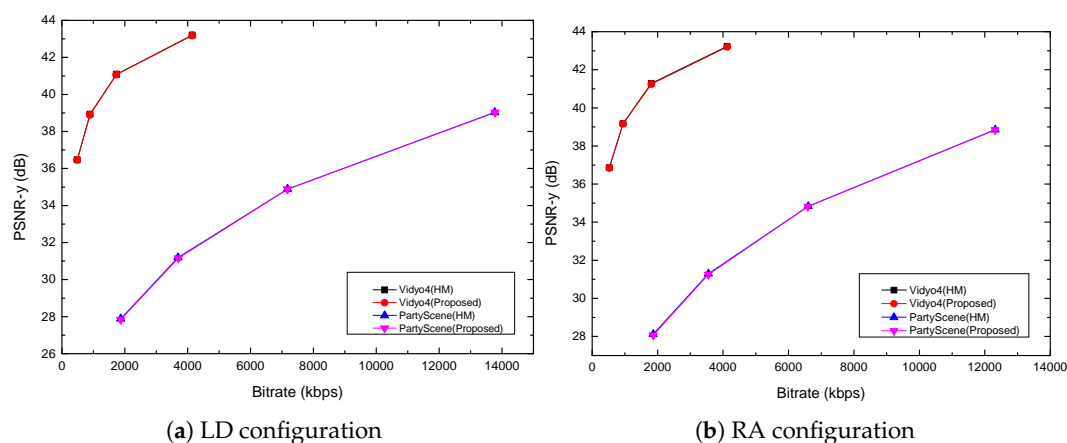 44
42
40
38
36
34
32
30
28
26
PSNR-y (dB)
0 2000 4000 6000 8000 10000 12000 14000
Bitrate (kbps)
Vidyo4(HM)
Vidyo4(Proposed)
PartyScene(HM)
PartyScene(Proposed)
(a) LD configuration
44
42
40
38
36
34
32
30
28
PSNR-y (dB)
0 2000 4000 6000 8000 10000 12000 14000
Bitrate (kbps)
Vidyo4(HM)
Vidyo4(Proposed)
PartyScene(HM)
PartyScene(Proposed)
(b) RA configuration